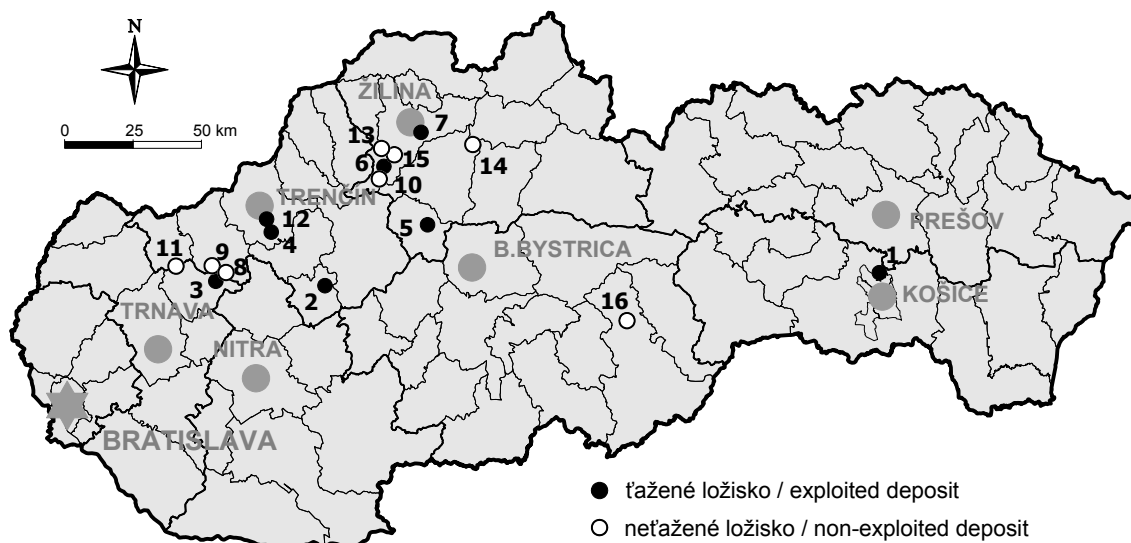 N
0 25 50 km
ŽILINA
7
13
6
15
14
10
TRENČÍN
12
4
5
PREŠOV
B.BYSTRICA
11
9
8
3
2
1
KOŠICE
16
TRNAVA
NITRA
BRATISLAVA
ťažené ložisko / exploited deposit
neťažené ložisko / non-exploited deposit